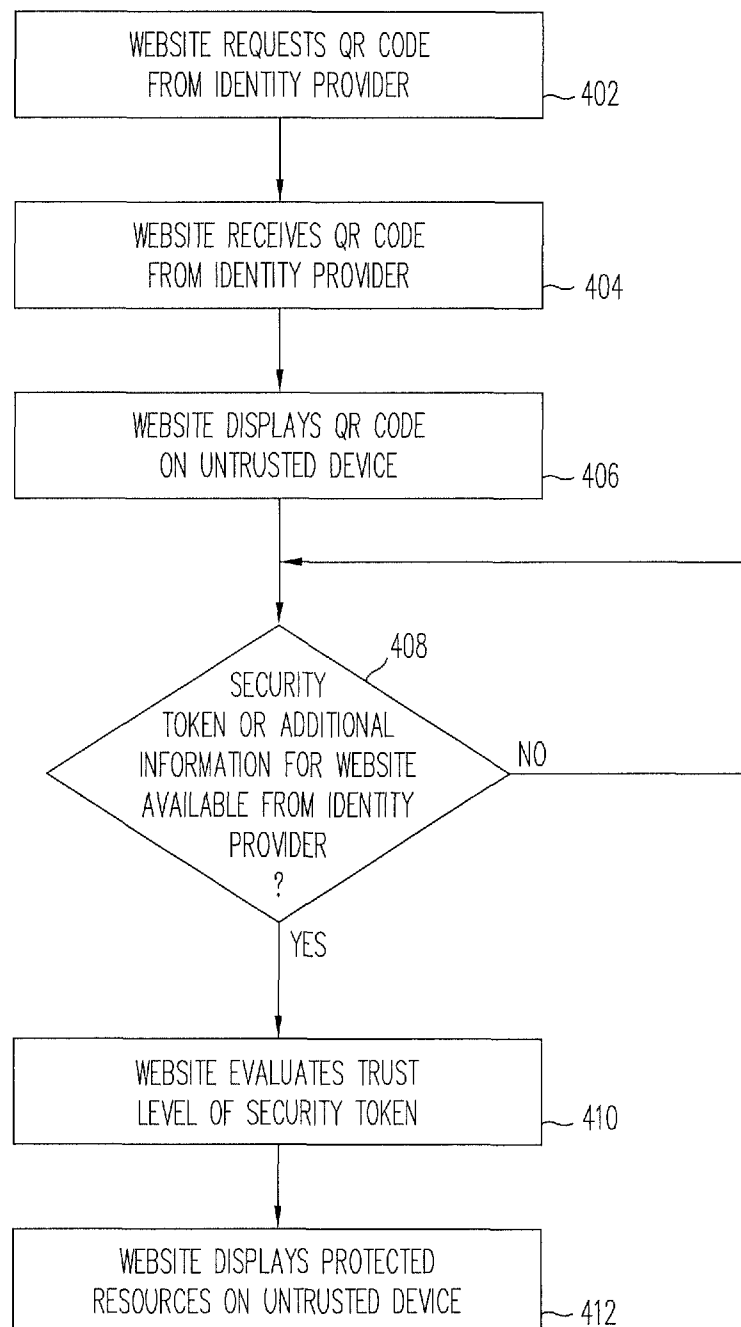 WEBSITE REQUESTS QR CODE
FROM IDENTITY PROVIDER
402
WEBSITE RECEIVES QR CODE
FROM IDENTITY PROVIDER
404
WEBSITE DISPLAYS QR CODE
ON UNTRUSTED DEVICE
406
408
SECURITY
TOKEN OR ADDITIONAL
INFORMATION FOR WEBSITE
AVAILABLE FROM IDENTITY
PROVIDER
?
NO
YES
WEBSITE EVALUATES TRUST
LEVEL OF SECURITY TOKEN
410
WEBSITE DISPLAYS PROTECTED
RESOURCES ON UNTRUSTED DEVICE
412